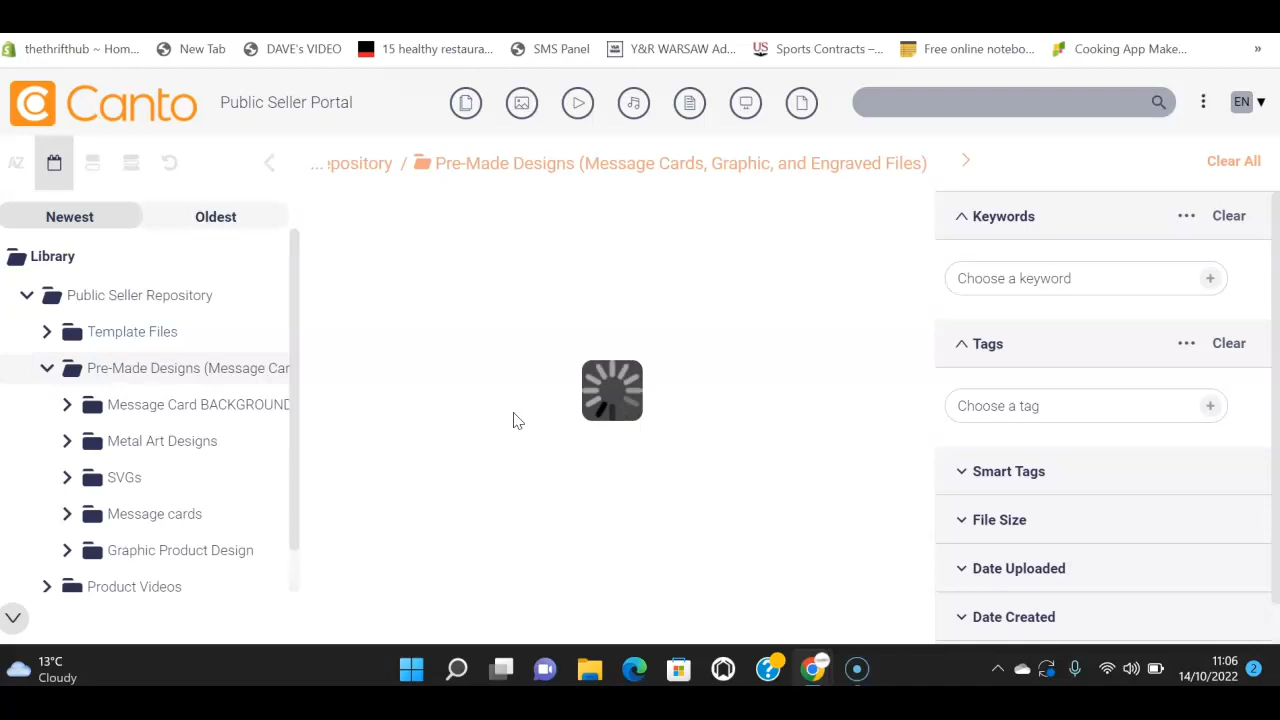 thethrifthub ~ Hom...
New Tab
DAVE's VIDEO
15 healthy restaura...
SMS Panel
Y&R WARSAW Ad...
US
Sports Contracts –...
Free online notebo...
Cooking App Make...
»
Canto
Public Seller Portal
EN ▾
AZ
... pository / Pre-Made Designs (Message Cards, Graphic, and Engraved Files)
Clear All
Newest
Oldest
Library
Public Seller Repository
Template Files
Pre-Made Designs (Message Car
Message Card BACKGROUND
Metal Art Designs
SVGs
Message cards
Graphic Product Design
Product Videos
Keywords
... Clear
Choose a keyword +
Tags
... Clear
Choose a tag +
Smart Tags
File Size
Date Uploaded
Date Created
13°C
Cloudy
11:06
14/10/2022
2